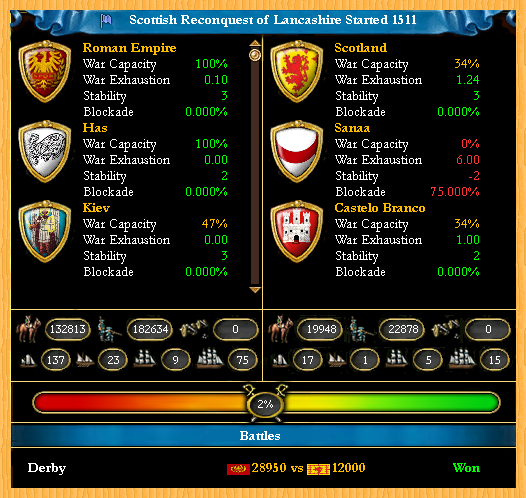 Scottish Reconquest of Lancashire Started 1511
Roman Empire
War Capacity 100%
War Exhaustion 0.10
Stability 3
Blockade 0.000%
Has
War Capacity 100%
War Exhaustion 0.00
Stability 2
Blockade 0.000%
Kiev
War Capacity 47%
War Exhaustion 0.00
Stability 3
Blockade 0.000%
Scotland
War Capacity 34%
War Exhaustion 1.24
Stability 3
Blockade 0.000%
Sanaa
War Capacity 0%
War Exhaustion 6.00
Stability -2
Blockade 75.000%
Castelo Branco
War Capacity 34%
War Exhaustion 1.00
Stability 2
Blockade 0.000%
132813 182634 0
137 23 9 75
19948 22878 0
17 1 5 15
2%
Battles
Derby 28950 vs 12000 Won